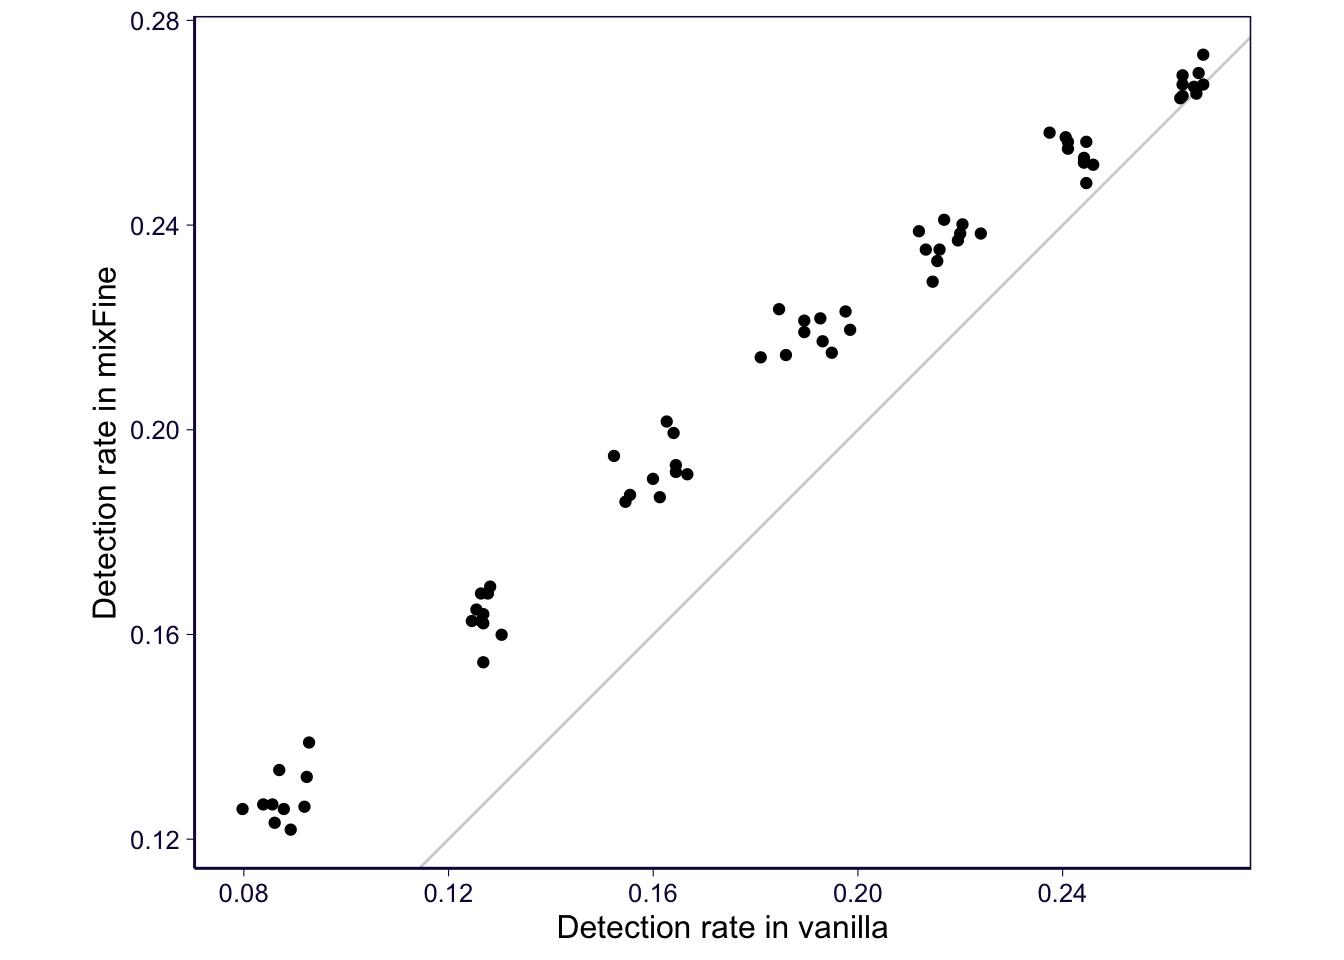 0.28
0.24
0.20
0.16
0.12
Detection rate in mixFine
0.08 0.12 0.16 0.20 0.24
Detection rate in vanilla